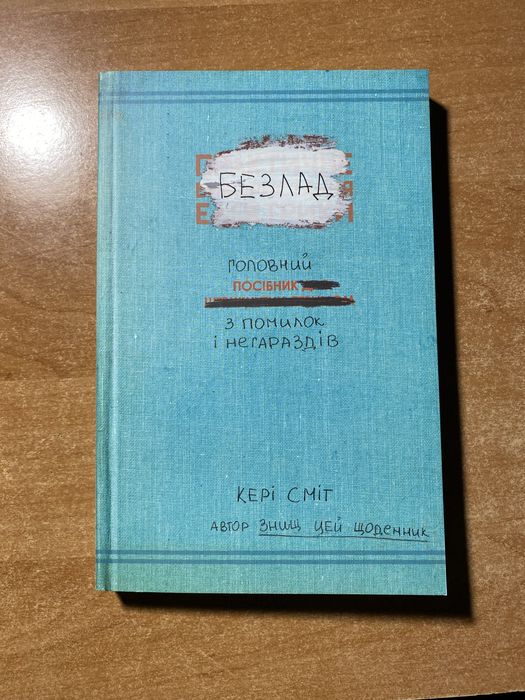 БЕЗЛАД
ГОЛОВНИЙ
ПОСІБНИК
З ПОМИЛОК
І НЕГАРАЗДІВ
КЕРІ СМІТ
АВТОР ЗНИЩ ЦЕЙ ЩОДЕННИК